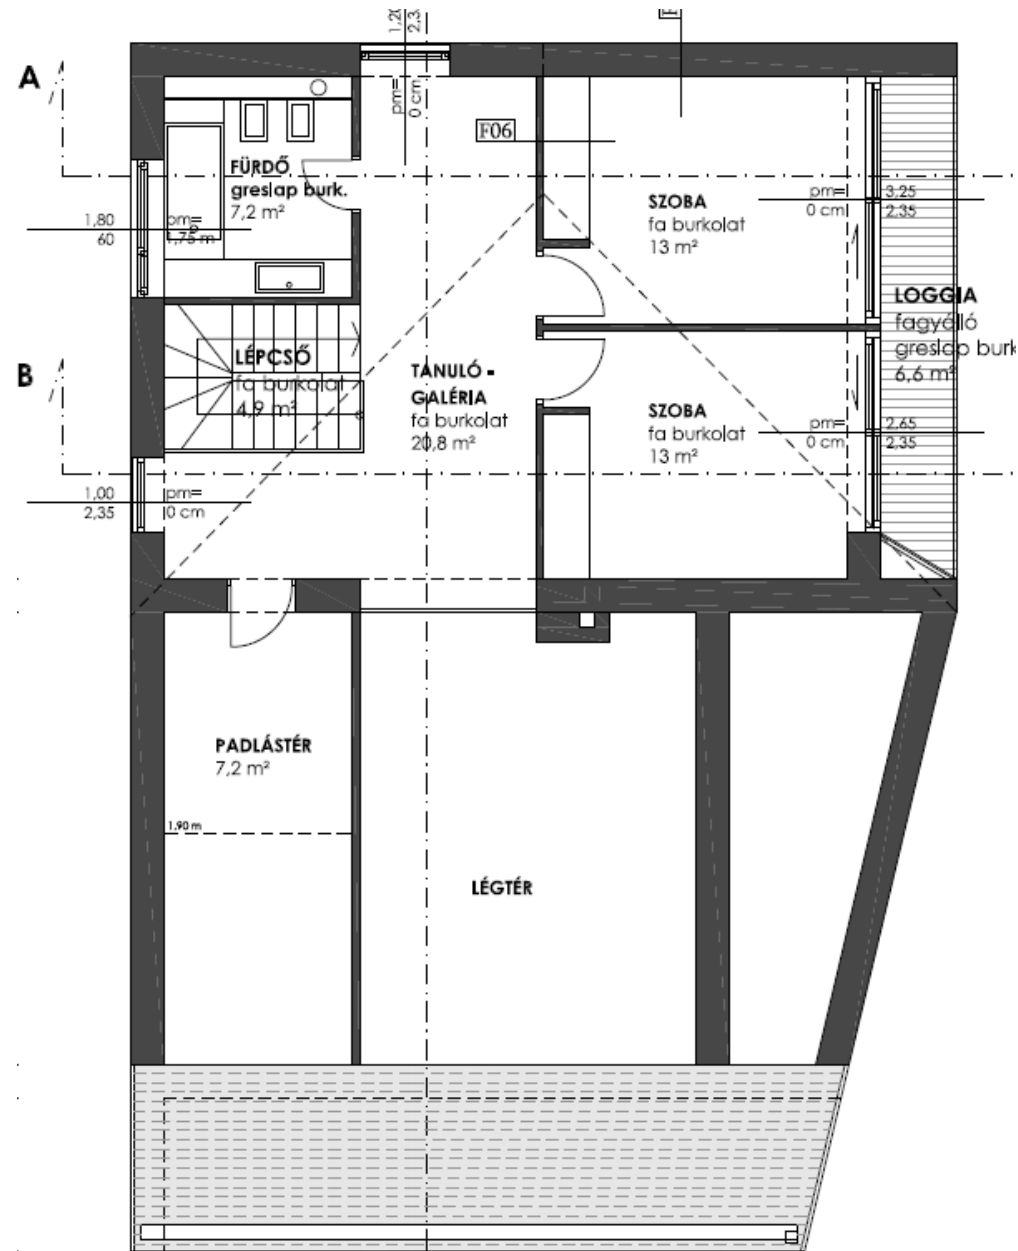 1,20
2,3
pm=
0 cm
A
F06
FÜRDŐ
greslap burk.
7,2 m²
1,80
60
pm=
1,75 m
SZOBA
fa burkolat
13 m²
pm=
0 cm
3,25
2,35
LOGGIA
fagyálló
greslap burk
6,6 m²
LÉPCSŐ
fa burkolat
4,9 m²
B
TANULÓ -
GALÉRIA
fa burkolat
20,8 m²
SZOBA
fa burkolat
13 m²
pm=
0 cm
2,65
2,35
1,00
2,35
pm=
0 cm
PADLÁSTÉR
7,2 m²
1,90 m
LÉGTÉR